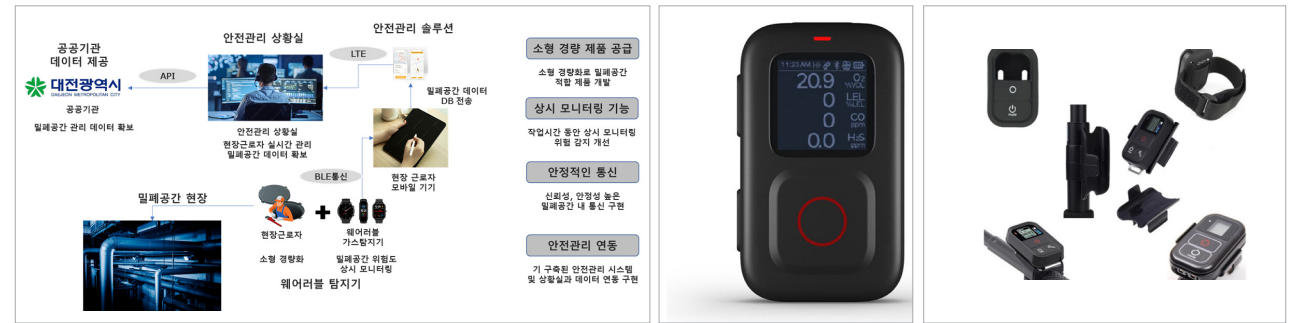 공공기관
데이터 제공
안전관리 상황실
안전관리 솔루션
LTE
API
대전광역시
DAEJEON METROPOLITAN CITY
공공기관
밀폐공간 관리 데이터 확보
안전관리 상황실
현장근로자 실시간 관리
밀폐공간 데이터 확보
밀폐공간 데이터
DB 전송
현장 근로자
모바일 기기
BLE통신
밀폐공간 현장
현장근로자
소형 경량화
웨어러블
가스탐지기
밀폐공간 위험도
상시 모니터링
웨어러블 탐지기
소형 경량 제품 공급
소형 경량화로 밀폐공간
적합 제품 개발
상시 모니터링 기능
작업시간 동안 상시 모니터링
위험 감지 개선
안정적인 통신
신뢰성, 안정성 높은
밀폐공간 내 통신 구현
안전관리 연동
기 구축된 안전관리 시스템
및 상황실과 데이터 연동 구현
11:23 AM
20.9 O₂ %VOL
0 LEL %LEL
0 CO ppm
0.0 H₂S ppm